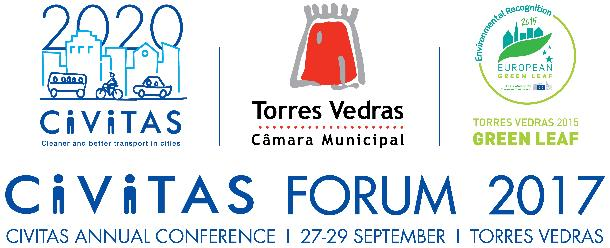 2020
CiViTAS
Cleaner and better transport in cities
Torres Vedras
Câmara Municipal
Environmental Recognition
2015
EUROPEAN
GREEN LEAF
TORRES VEDRAS 2015
GREEN LEAF
CiViTAS FORUM 2017
CIVITAS ANNUAL CONFERENCE I 27-29 SEPTEMBER I TORRES VEDRAS